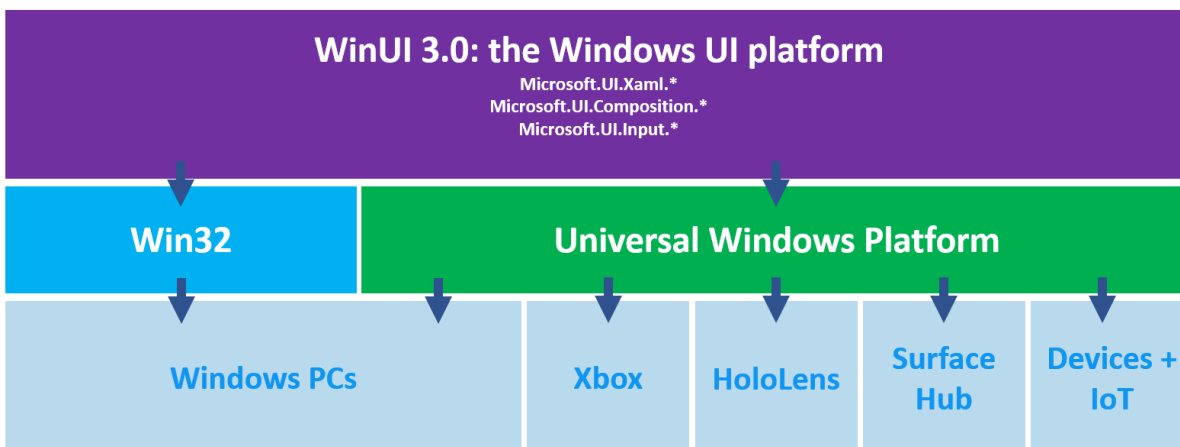 WinUI 3.0: the Windows UI platform
Microsoft.UI.Xaml.*
Microsoft.UI.Composition.*
Microsoft.UI.Input.*
Win32
Universal Windows Platform
Windows PCs
Xbox
HoloLens
Surface
Hub
Devices +
IoT